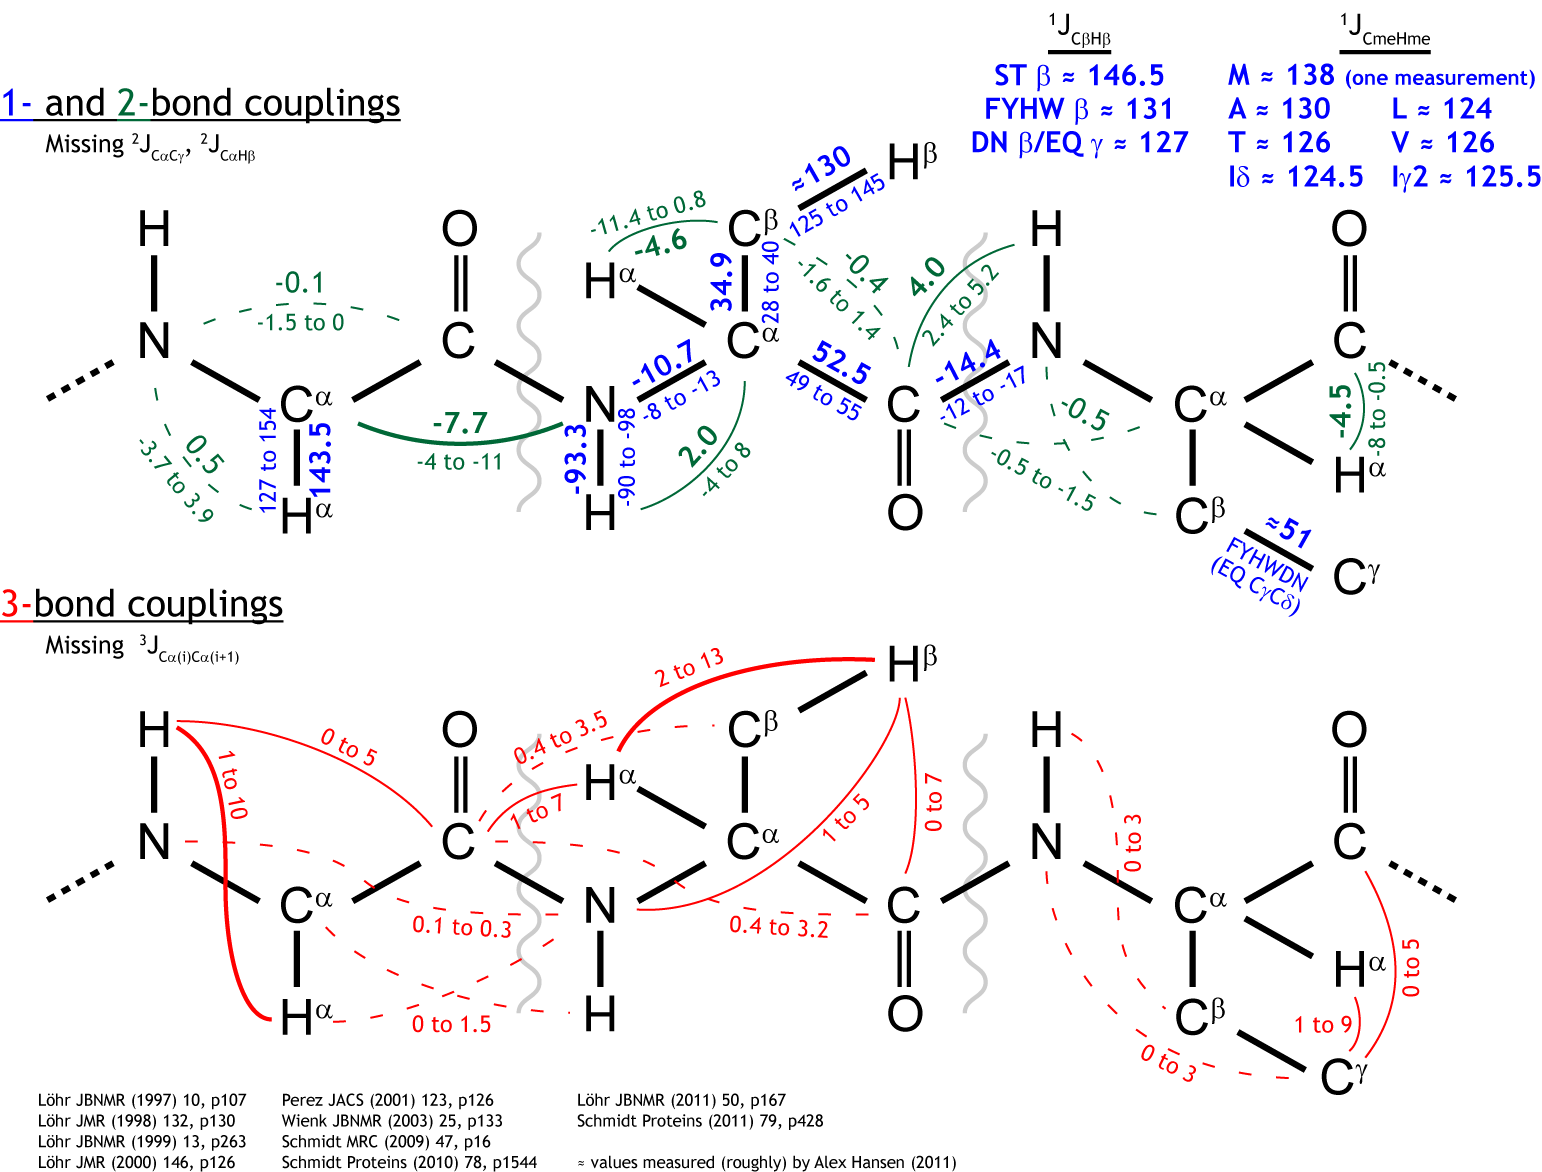 1- and 2-bond couplings
Missing ²J CαCγ, ²J CαHβ
¹J CβHβ
ST β ≈ 146.5
FYHW β ≈ 131
DN β/EQ γ ≈ 127
¹J CmeHme
M ≈ 138 (one measurement)
A ≈ 130 L ≈ 124
T ≈ 126 V ≈ 126
Iδ ≈ 124.5 Iγ2 ≈ 125.5
H
N
-0.1
-1.5 to 0
O
C
Cα
Hα
0.5
-3.7 to 3.9
127 to 154
143.5
-7.7
-4 to -11
N
H
-93.3
-90 to -98
-10.7
-8 to -13
2.0
-4 to 8
Hα
-11.4 to 0.8
-4.6
Cβ
34.9
28 to 40
Cα
≈130
125 to 145
Hβ
-0.4
-1.6 to 1.4
52.5
49 to 55
C
O
4.0
2.4 to 5.2
-14.4
-12 to -17
H
N
-0.5
-0.5 to -1.5
Cα
Cβ
≈51
FYHWDN
(EQ CγCδ)
Cγ
O
C
-4.5
-8 to -0.5
Hα
3-bond couplings
Missing ³J Cα(i)Cα(i+1)
H
N
1 to 10
0 to 5
O
C
Cα
Hα
0.1 to 0.3
0 to 1.5
N
H
0.4 to 3.5
1 to 7
Hα
2 to 13
Hβ
Cβ
Cα
0.4 to 3.2
1 to 5
0 to 7
C
O
H
N
0 to 3
0 to 3
Cα
Cβ
O
C
Hα
0 to 5
1 to 9
Cγ
Löhr JBNMR (1997) 10, p107
Löhr JMR (1998) 132, p130
Löhr JBNMR (1999) 13, p263
Löhr JMR (2000) 146, p126
Perez JACS (2001) 123, p126
Wienk JBNMR (2003) 25, p133
Schmidt MRC (2009) 47, p16
Schmidt Proteins (2010) 78, p1544
Löhr JBNMR (2011) 50, p167
Schmidt Proteins (2011) 79, p428
≈ values measured (roughly) by Alex Hansen (2011)